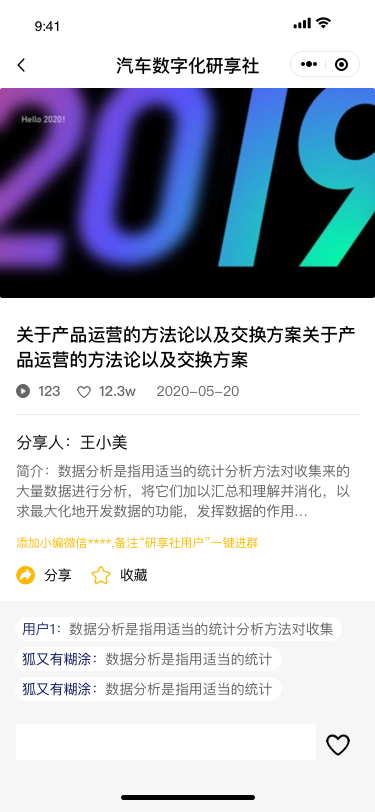 9:41
汽车数字化研享社
Hello 2020!
2019
关于产品运营的方法论以及交换方案关于产
品运营的方法论以及交换方案
123 12.3w 2020-05-20
分享人：王小美
简介：数据分析是指用适当的统计分析方法对收集来的
大量数据进行分析，将它们加以汇总和理解并消化，以
求最大化地开发数据的功能，发挥数据的作用...
添加小编微信****,备注“研享社用户”一键进群
分享 收藏
用户1：数据分析是指用适当的统计分析方法对收集
狐又有糊涂：数据分析是指用适当的统计
狐又有糊涂：数据分析是指用适当的统计